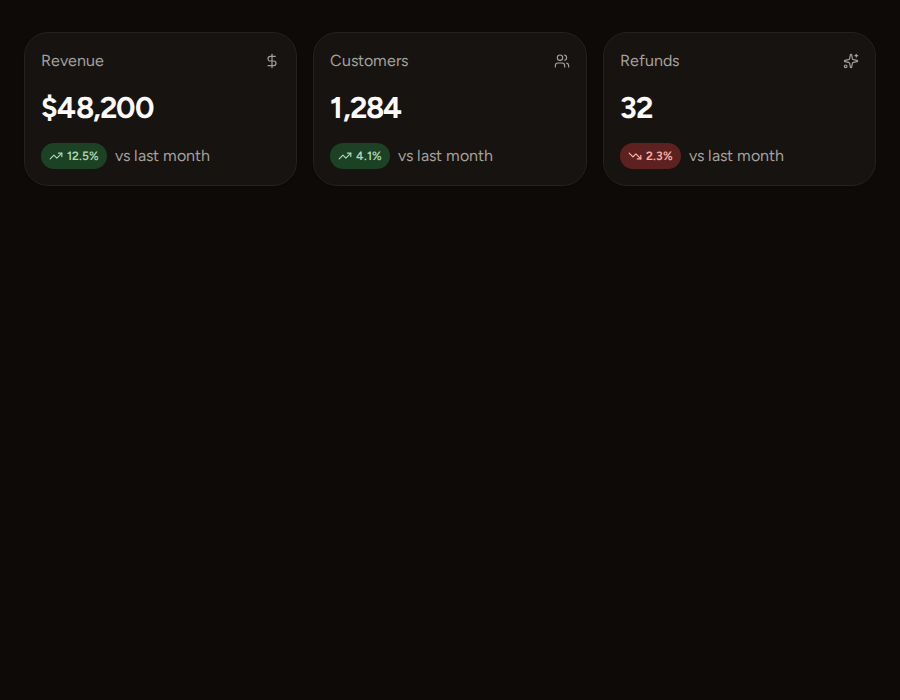 Revenue
$48,200
12.5% vs last month
Customers
1,284
4.1% vs last month
Refunds
32
2.3% vs last month